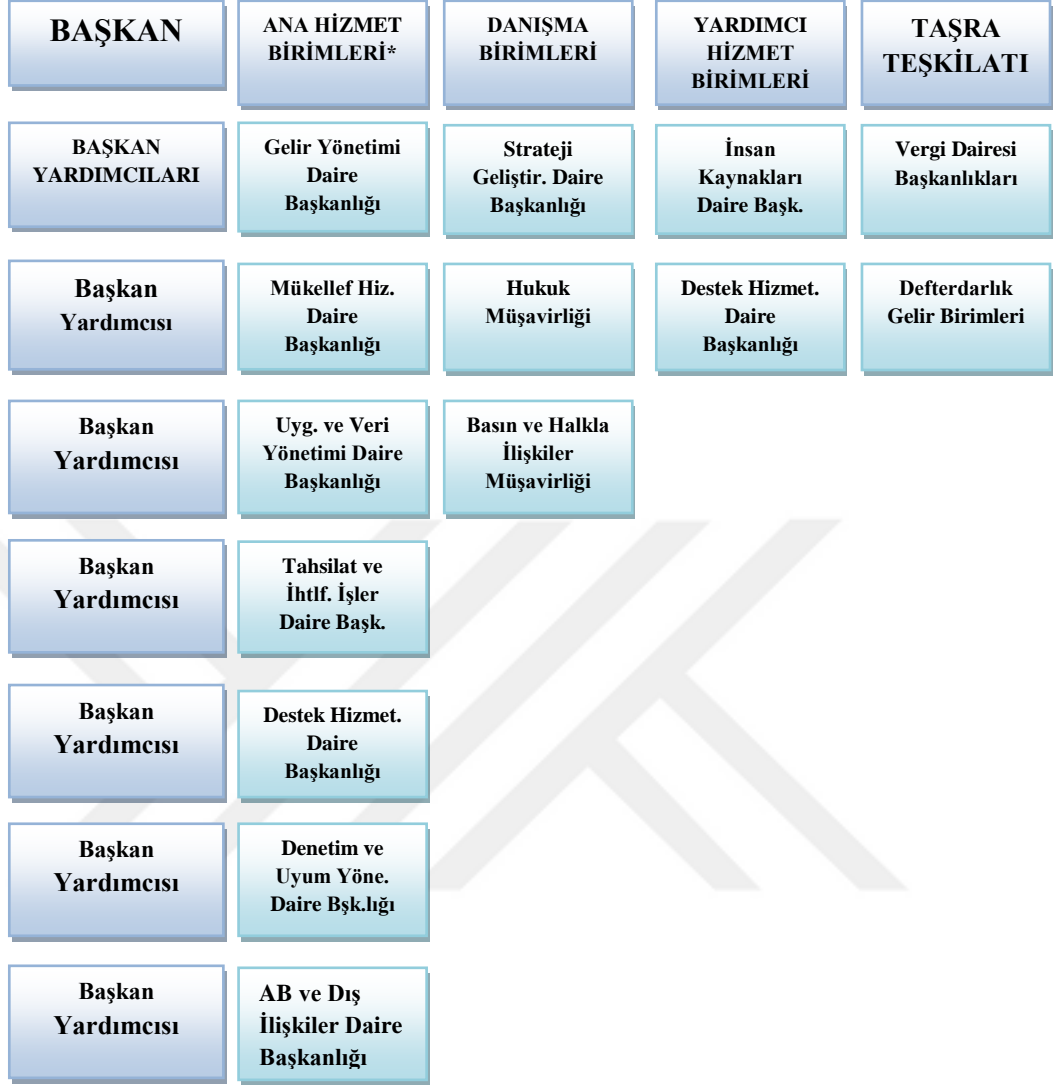 BAŞKAN
ANA HİZMET
BİRİMLERİ*
DANIŞMA
BİRİMLERİ
YARDIMCI
HİZMET
BİRİMLERİ
TAŞRA
TEŞKİLATI
BAŞKAN
YARDIMCILARI
Gelir Yönetimi
Daire
Başkanlığı
Strateji
Geliştir. Daire
Başkanlığı
İnsan
Kaynakları
Daire Başk.
Vergi Dairesi
Başkanlıkları
Başkan
Yardımcısı
Mükellef Hiz.
Daire
Başkanlığı
Hukuk
Müşavirliği
Destek Hizmet.
Daire
Başkanlığı
Defterdarlık
Gelir Birimleri
Başkan
Yardımcısı
Uyg. ve Veri
Yönetimi Daire
Başkanlığı
Basın ve Halkla
İlişkiler
Müşavirliği
Başkan
Yardımcısı
Tahsilat ve
İhtlf. İşler
Daire Başk.
Başkan
Yardımcısı
Destek Hizmet.
Daire
Başkanlığı
Başkan
Yardımcısı
Denetim ve
Uyum Yöne.
Daire Bşk.lığı
Başkan
Yardımcısı
AB ve Dış
İlişkiler Daire
Başkanlığı